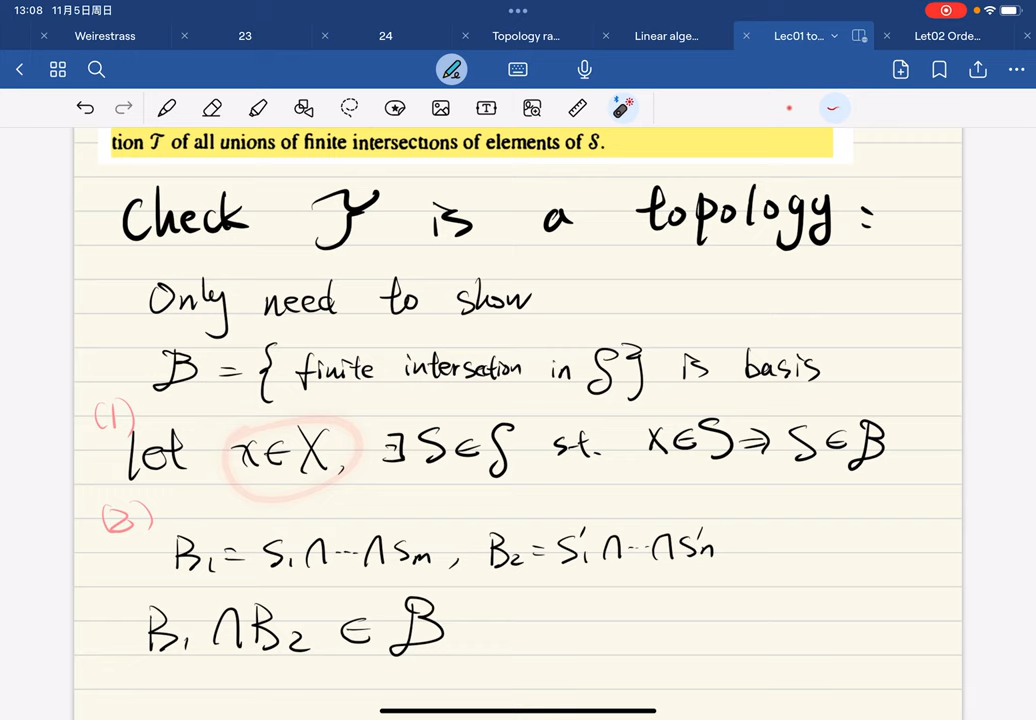 13:08 11月5日周日
Weirestrass 23 24 Topology ra... Linear alge... Lec01 to... Let02 Orde...
tion 𝒯 of all unions of finite intersections of elements of 𝒮.
Check 𝒯 is a topology :
Only need to show
ℬ = { finite intersection in 𝒮 } is basis
(1)
let x ∈ X, ∃ S ∈ 𝒮 st. x ∈ S ⇒ S ∈ ℬ
(2)
B₁ = S₁ ∩ ··· ∩ Sm , B₂ = S₁' ∩ ··· ∩ S'n
B₁ ∩ B₂ ∈ ℬ